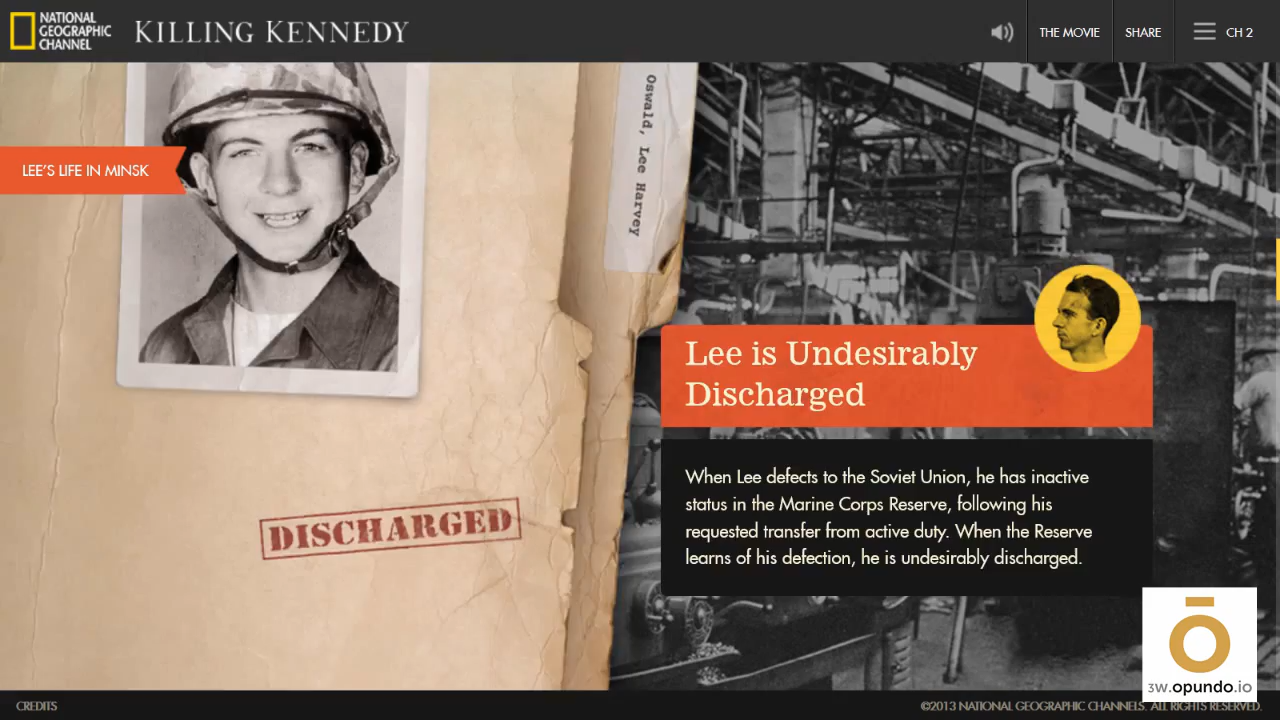 NATIONAL
GEOGRAPHIC
CHANNEL
KILLING KENNEDY
THE MOVIE
SHARE
CH 2
Oswald, Lee Harvey
LEE'S LIFE IN MINSK
Lee is Undesirably
Discharged
When Lee defects to the Soviet Union, he has inactive
status in the Marine Corps Reserve, following his
requested transfer from active duty. When the Reserve
learns of his defection, he is undesirably discharged.
DISCHARGED
3w.opundo.io
CREDITS
©2013 NATIONAL GEOGRAPHIC CHANNELS. ALL RIGHTS RESERVED.